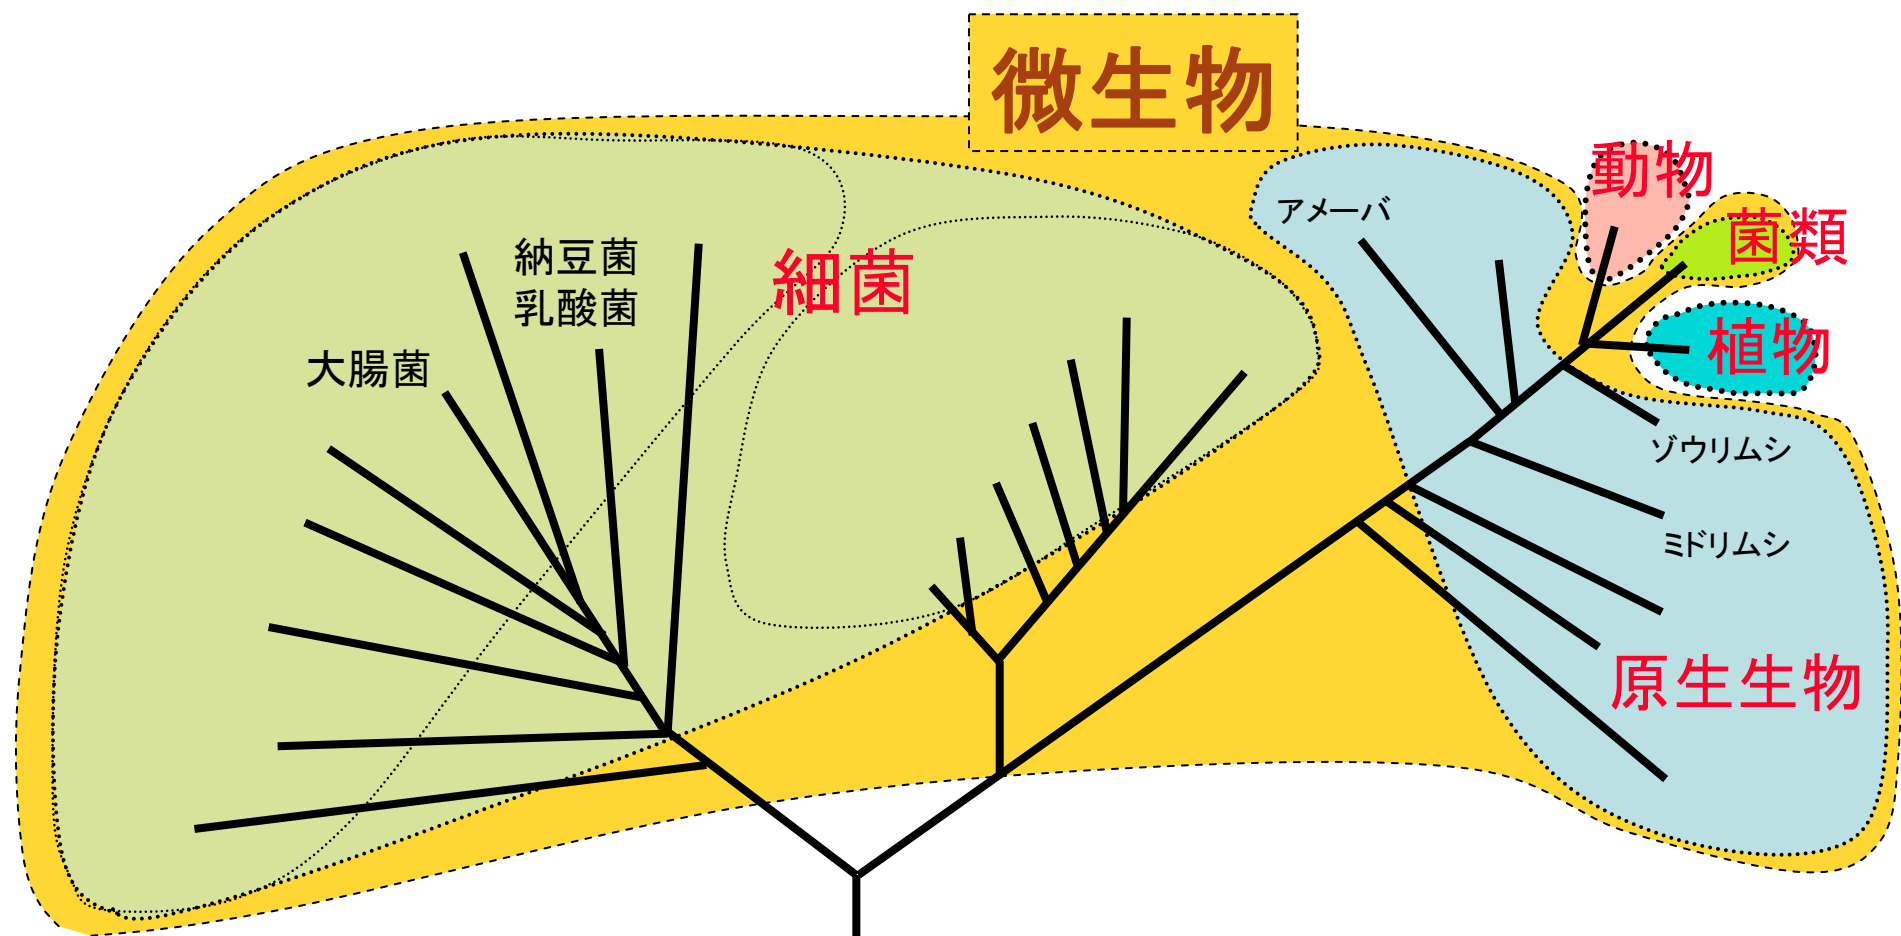 微生物
動物
菌類
アメーバ
納豆菌
乳酸菌
細菌
植物
大腸菌
ゾウリムシ
ミドリムシ
原生生物